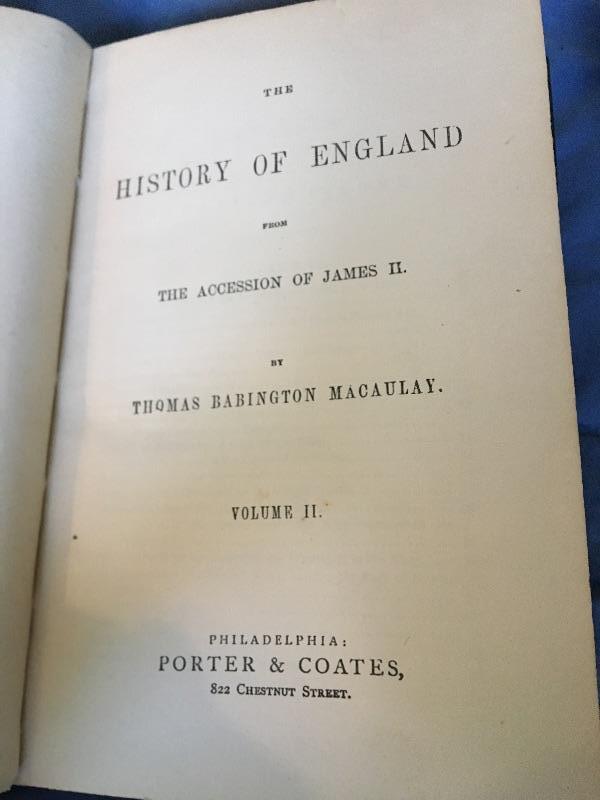 THE
HISTORY OF ENGLAND
FROM
THE ACCESSION OF JAMES II.
BY
THOMAS BABINGTON MACAULAY.
VOLUME II.
PHILADELPHIA:
PORTER & COATES,
822 CHESTNUT STREET.